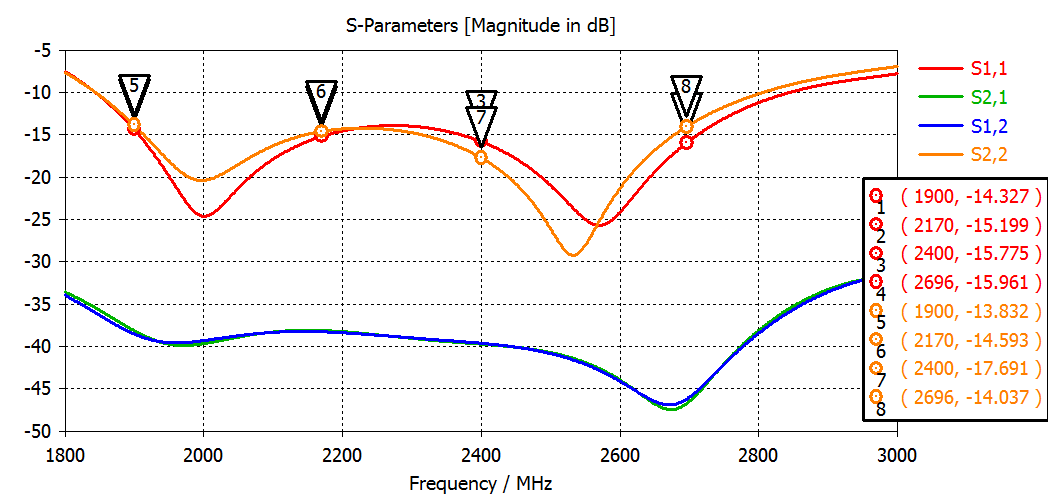 S-Parameters [Magnitude in dB]
-5
-10
-15
-20
-25
-30
-35
-40
-45
-50
1800 2000 2200 2400 2600 2800 3000
Frequency / MHz
5
6
3
7
8
S1,1
S2,1
S1,2
S2,2
1 ( 1900, -14.327 )
2 ( 2170, -15.199 )
3 ( 2400, -15.775 )
4 ( 2696, -15.961 )
5 ( 1900, -13.832 )
6 ( 2170, -14.593 )
7 ( 2400, -17.691 )
8 ( 2696, -14.037 )